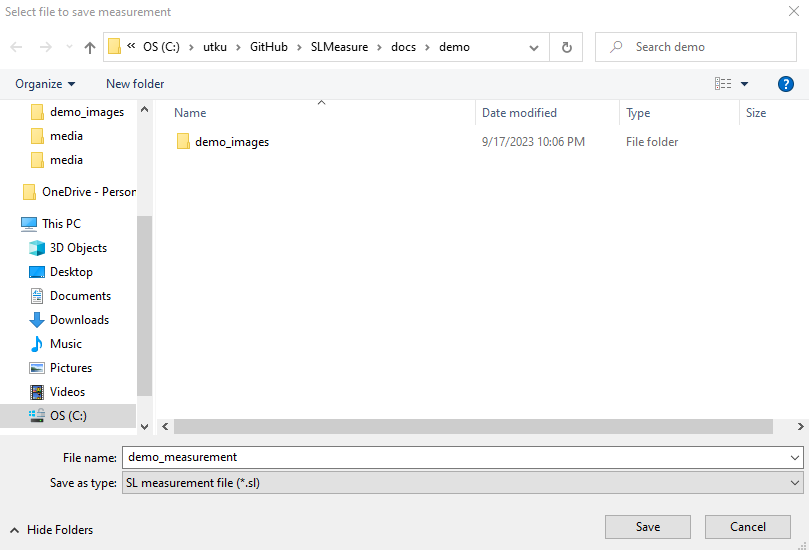 Select file to save measurement
« OS (C:) › utku › GitHub › SLMeasure › docs › demo
Search demo
Organize
New folder
?
demo_images
media
media
OneDrive - Person
This PC
3D Objects
Desktop
Documents
Downloads
Music
Pictures
Videos
OS (C:)
Name Date modified Type Size
demo_images 9/17/2023 10:06 PM File folder
File name: demo_measurement
Save as type: SL measurement file (*.sl)
Hide Folders
Save
Cancel